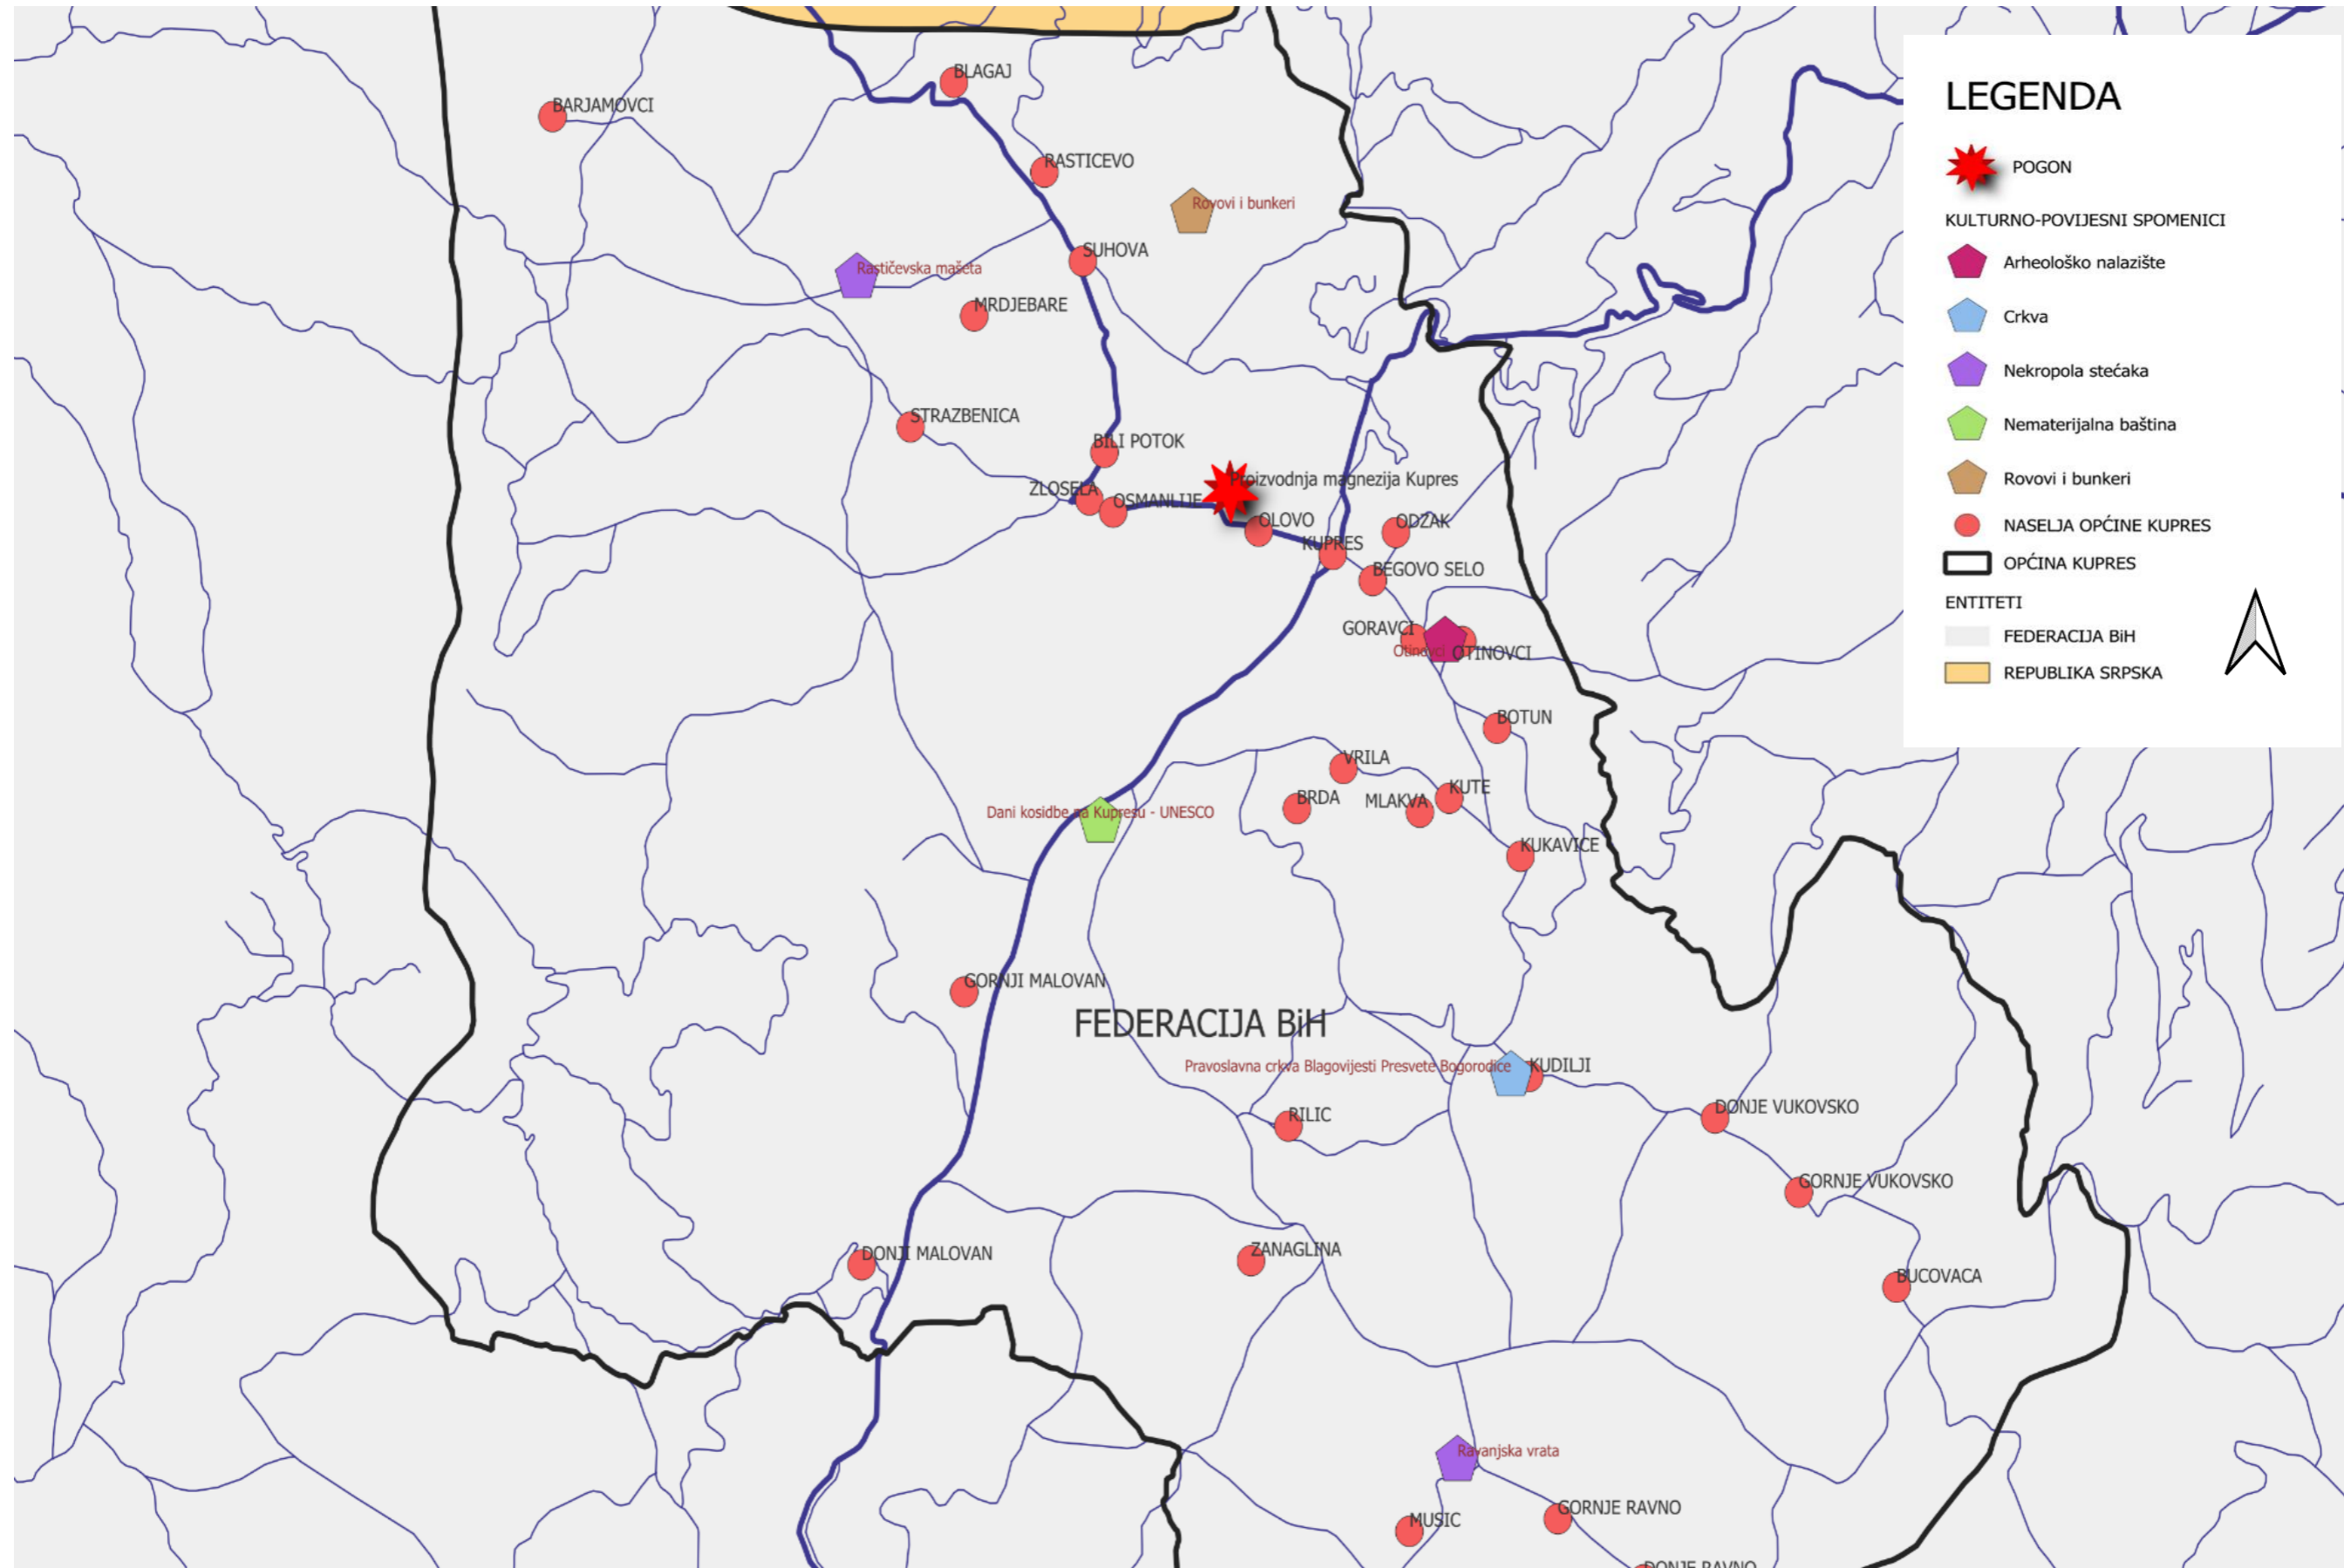 BLAGAJ
BARJAMOVCI
RASTICEVO
Rovovi i bunkeri
SUHOVA
Rastičevska mašeta
MRDJEBARE
STRAZBENICA
BILI POTOK
Proizvodnja magnezija Kupres
ZLOSELA
OSMANLIJE
OLOVO
ODZAK
KUPRES
BEGOVO SELO
GORAVCI
Otinovci
OTINOVCI
BOTUN
VRILA
KUTE
BRDA
MLAKVA
Dani kosidbe na Kupresu - UNESCO
KUKAVICE
GORNJI MALOVAN
FEDERACIJA BiH
Pravoslavna crkva Blagovijesti Presvete Bogorodice
KUDILJI
DONJE VUKOVSKO
RILIC
GORNJE VUKOVSKO
DONJI MALOVAN
ZANAGLINA
BUCOVACA
Ravanjska vrata
GORNJE RAVNO
MUSIC
DONJE RAVNO
LEGENDA
POGON
KULTURNO-POVIJESNI SPOMENICI
Arheološko nalazište
Crkva
Nekropola stećaka
Nematerijalna baština
Rovovi i bunkeri
NASELJA OPĆINE KUPRES
OPĆINA KUPRES
ENTITETI
FEDERACIJA BiH
REPUBLIKA SRPSKA